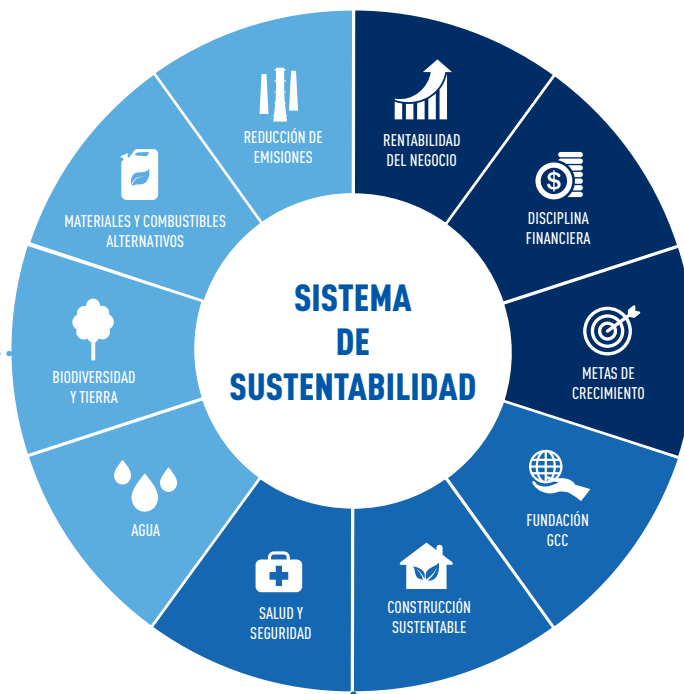 SISTEMA
DE
SUSTENTABILIDAD
RENTABILIDAD
DEL NEGOCIO
$
DISCIPLINA
FINANCIERA
METAS DE
CRECIMIENTO
FUNDACIÓN
GCC
CONSTRUCCIÓN
SUSTENTABLE
SALUD Y
SEGURIDAD
AGUA
BIODIVERSIDAD
Y TIERRA
MATERIALES Y COMBUSTIBLES
ALTERNATIVOS
REDUCCIÓN DE
EMISIONES